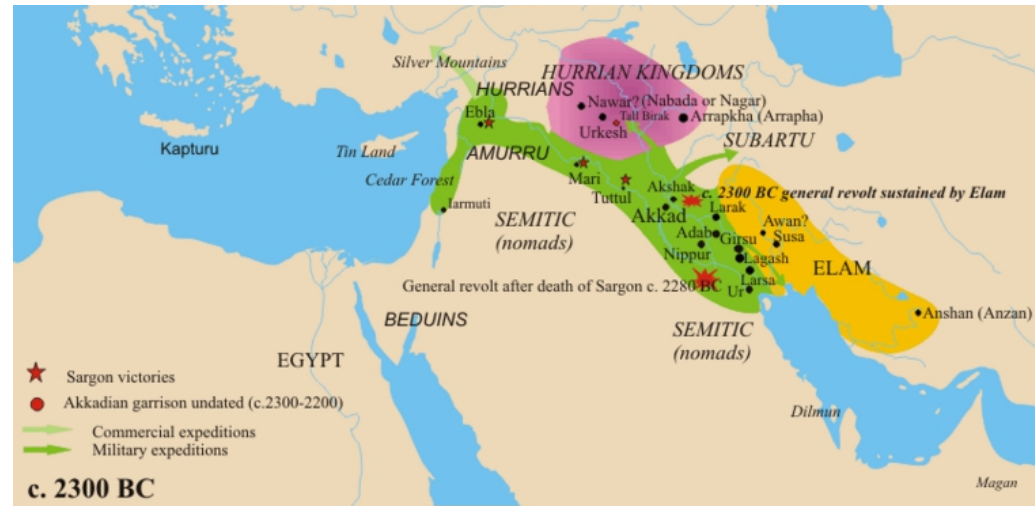 Silver Mountains
HURRIAN KINGDOMS
HURRIANS
Nawar? (Nabada or Nagar)
Ebla
Tall Birak
Arrapkha (Arrapha)
Urkesh
Kapturu
Tin Land
AMURRU
SUBARTU
Cedar Forest
Mari
Akshak
c. 2300 BC general revolt sustained by Elam
Tuttul
Iarmuti
Akkad
Larak
SEMITIC
(nomads)
Awan?
Adab
Girsu
Susa
Nippur
Lagash
ELAM
Larsa
General revolt after death of Sargon c. 2280 BC
Ur
BEDUINS
SEMITIC
(nomads)
Anshan (Anzan)
EGYPT
Sargon victories
Akkadian garrison undated (c.2300-2200)
Dilmun
Commercial expeditions
Military expeditions
c. 2300 BC
Magan